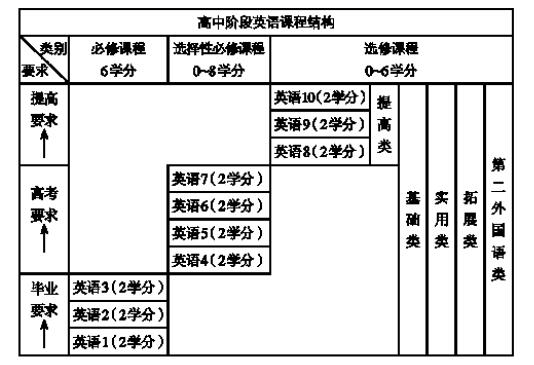 高中阶段英语课程结构
类别
要求
必修课程
6学分
选择性必修课程
0~8学分
选修课程
0~6学分
提高
要求
英语10(2学分)
英语9(2学分)
英语8(2学分)
提高类
高考
要求
英语7(2学分)
英语6(2学分)
英语5(2学分)
英语4(2学分)
毕业
要求
英语3(2学分)
英语2(2学分)
英语1(2学分)
基础类
实用类
拓展类
第二外国语类